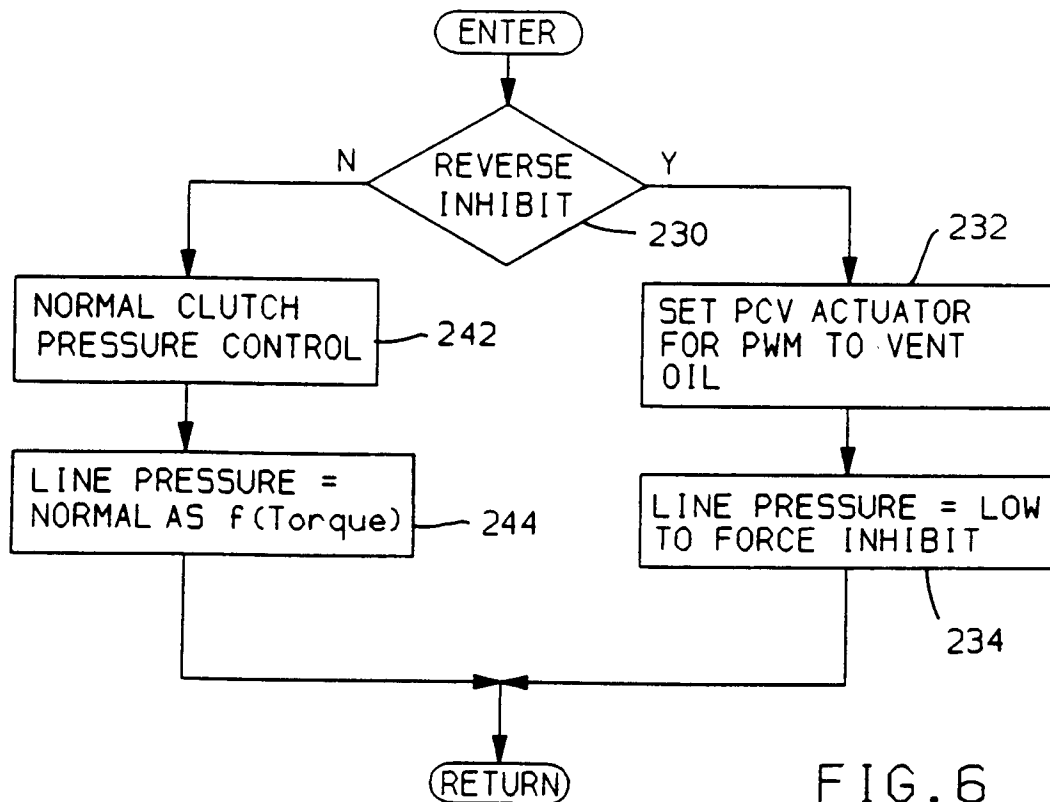 ENTER
N
REVERSE
INHIBIT
Y
230
232
NORMAL CLUTCH
PRESSURE CONTROL
242
SET PCV ACTUATOR
FOR PWM TO VENT
OIL
LINE PRESSURE =
NORMAL AS f(Torque)
244
LINE PRESSURE = LOW
TO FORCE INHIBIT
234
RETURN
FIG.6